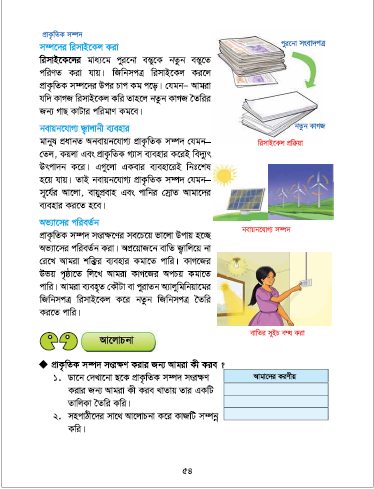 প্রাকৃতিক সম্পদ
সম্পদের রিসাইকেল করা
রিসাইকেলের মাধ্যমে পুরনো বস্তুকে নতুন বস্তুতে
পরিণত করা যায়। জিনিসপত্র রিসাইকেল করলে
প্রাকৃতিক সম্পদের উপর চাপ কম পড়ে। যেমন– আমরা
যদি কাগজ রিসাইকেল করি তাহলে নতুন কাগজ তৈরির
জন্য গাছ কাটার পরিমাণ কমবে।
পুরনো সংবাদপত্র
নতুন কাগজ
রিসাইকেল প্রক্রিয়া
নবায়নযোগ্য জ্বালানী ব্যবহার
মানুষ প্রধানত অনবায়নযোগ্য প্রাকৃতিক সম্পদ যেমন–
তেল, কয়লা এবং প্রাকৃতিক গ্যাস ব্যবহার করেই বিদ্যুৎ
উৎপাদন করে। এগুলো একবার ব্যবহারেই নিঃশেষ
হয়ে যায়। তাই নবায়নযোগ্য প্রাকৃতিক সম্পদ যেমন–
সূর্যের আলো, বায়ুপ্রবাহ এবং পানির স্রোত আমাদের
ব্যবহার করতে হবে।
নবায়নযোগ্য সম্পদ
অভ্যাসের পরিবর্তন
প্রাকৃতিক সম্পদ সংরক্ষণের সবচেয়ে ভালো উপায় হচ্ছে
অভ্যাসের পরিবর্তন করা। অপ্রয়োজনে বাতি জ্বালিয়ে না
রেখে আমরা শক্তির ব্যবহার কমাতে পারি। কাগজের
উভয় পৃষ্ঠাতে লিখে আমরা কাগজের অপচয় কমাতে
পারি। আমরা ব্যবহৃত কৌটা বা পুরাতন অ্যালুমিনিয়ামের
জিনিসপত্র রিসাইকেল করে নতুন জিনিসপত্র তৈরি
করতে পারি।
বাতির সুইচ বন্ধ করা
আলোচনা
◆ প্রাকৃতিক সম্পদ সংরক্ষণ করার জন্য আমরা কী করব ?
১. ডানে দেখানো ছকে প্রাকৃতিক সম্পদ সংরক্ষণ
করার জন্য আমরা কী করব খাতায় তার একটি
তালিকা তৈরি করি।
২. সহপাঠীদের সাথে আলোচনা করে কাজটি সম্পন্ন
করি।
আমাদের করণীয়
৫৪